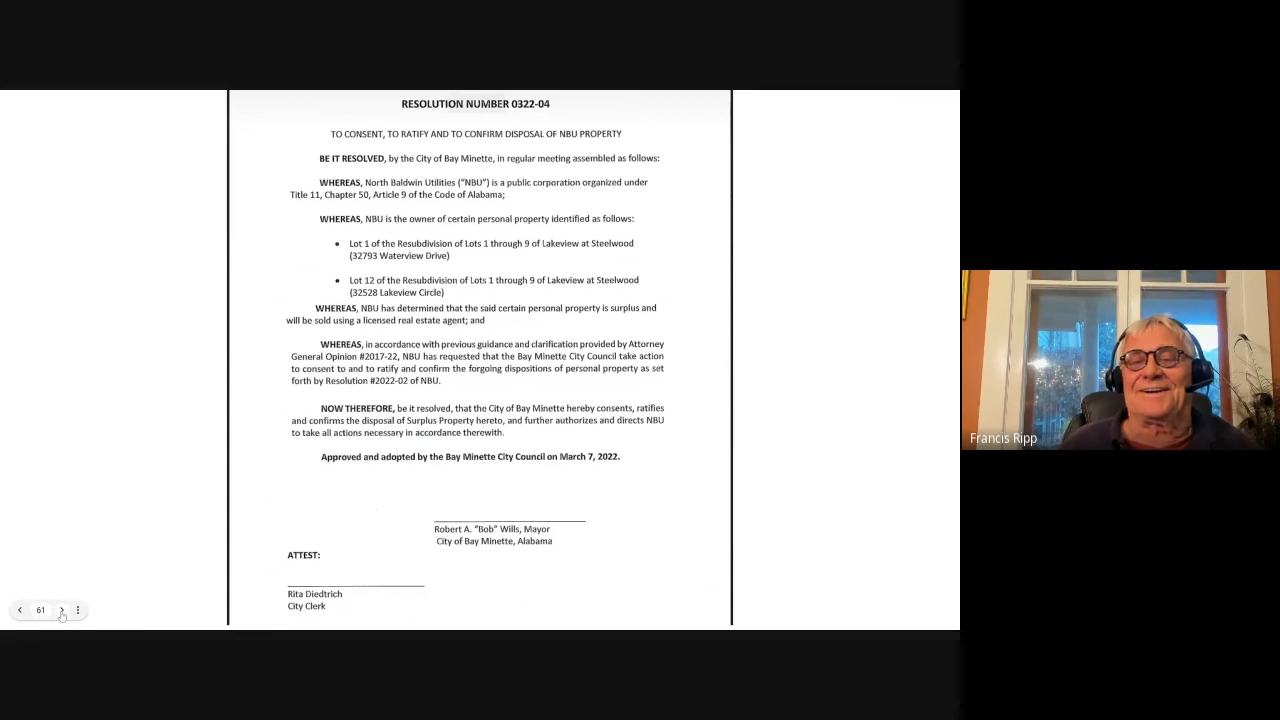 RESOLUTION NUMBER 0322-04
TO CONSENT, TO RATIFY AND TO CONFIRM DISPOSAL OF NBU PROPERTY
BE IT RESOLVED, by the City of Bay Minette, in regular meeting assembled as follows:
WHEREAS, North Baldwin Utilities ("NBU") is a public corporation organized under
Title 11, Chapter 50, Article 9 of the Code of Alabama;
WHEREAS, NBU is the owner of certain personal property identified as follows:
• Lot 1 of the Resubdivision of Lots 1 through 9 of Lakeview at Steelwood
(32793 Waterview Drive)
• Lot 12 of the Resubdivision of Lots 1 through 9 of Lakeview at Steelwood
(32528 Lakeview Circle)
WHEREAS, NBU has determined that the said certain personal property is surplus and
will be sold using a licensed real estate agent; and
WHEREAS, in accordance with previous guidance and clarification provided by Attorney
General Opinion #2017-22, NBU has requested that the Bay Minette City Council take action
to consent to and to ratify and confirm the forgoing dispositions of personal property as set
forth by Resolution #2022-02 of NBU.
NOW THEREFORE, be it resolved, that the City of Bay Minette hereby consents, ratifies
and confirms the disposal of Surplus Property hereto, and further authorizes and directs NBU
to take all actions necessary in accordance therewith.
Approved and adopted by the Bay Minette City Council on March 7, 2022.
Robert A. "Bob" Wills, Mayor
City of Bay Minette, Alabama
ATTEST:
Rita Diedtrich
City Clerk
61
Francis Ripp